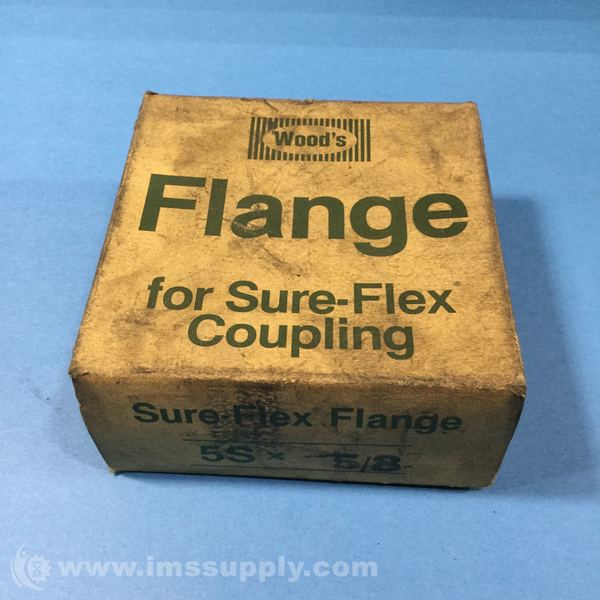 Wood's
Flange
for Sure-Flex®
Coupling
Sure-Flex Flange
5S x 5/8
www.imssupply.com